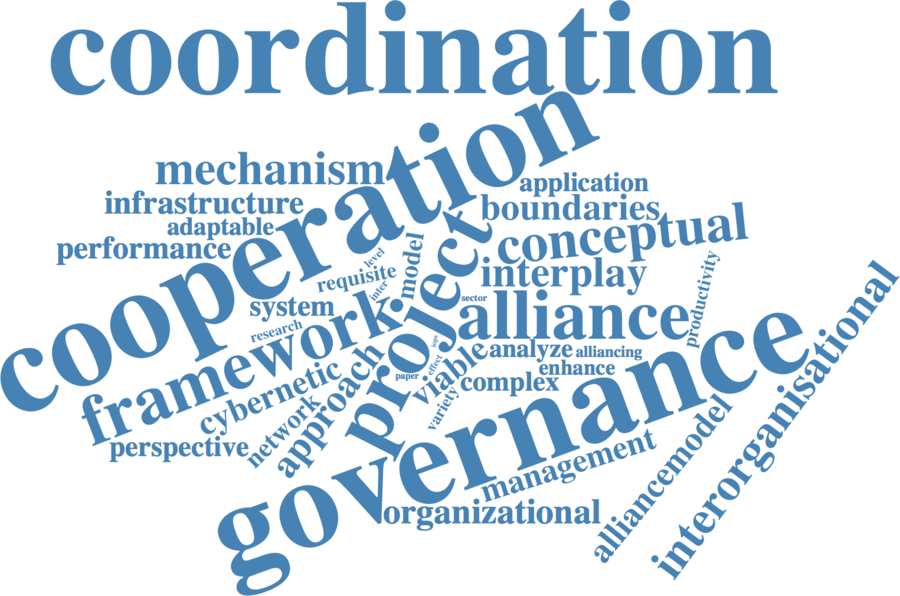 coordination
cooperation
mechanism
application
infrastructure
boundaries
adaptable
conceptual
performance
level
requisite
model
project
interplay
inter
system
sector
productivity
alliance
research
framework
interorganisational
analyze
alliancing
viable
effect
enhance
cybernetic
approach
paper
complex
governance
variety
network
perspective
alliancemodel
management
organizational